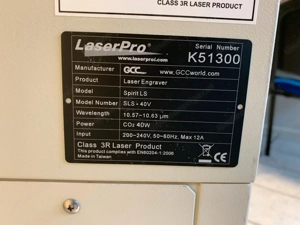 CLASS 3R LASER PRODUCT
LaserPro®
www.laserpro.com
Serial Number
K51300
Manufacturer GCC www.GCCworld.com
Product Laser Engraver
Model Spirit LS
Model Number SLS - 40V
Wavelength 10.57~10.63 µm
Power CO2 40W
Input 200~240V, 50~60Hz, Max 12A
Class 3R Laser Product
This product complies with EN60204-1:2006
Made in Taiwan
CE